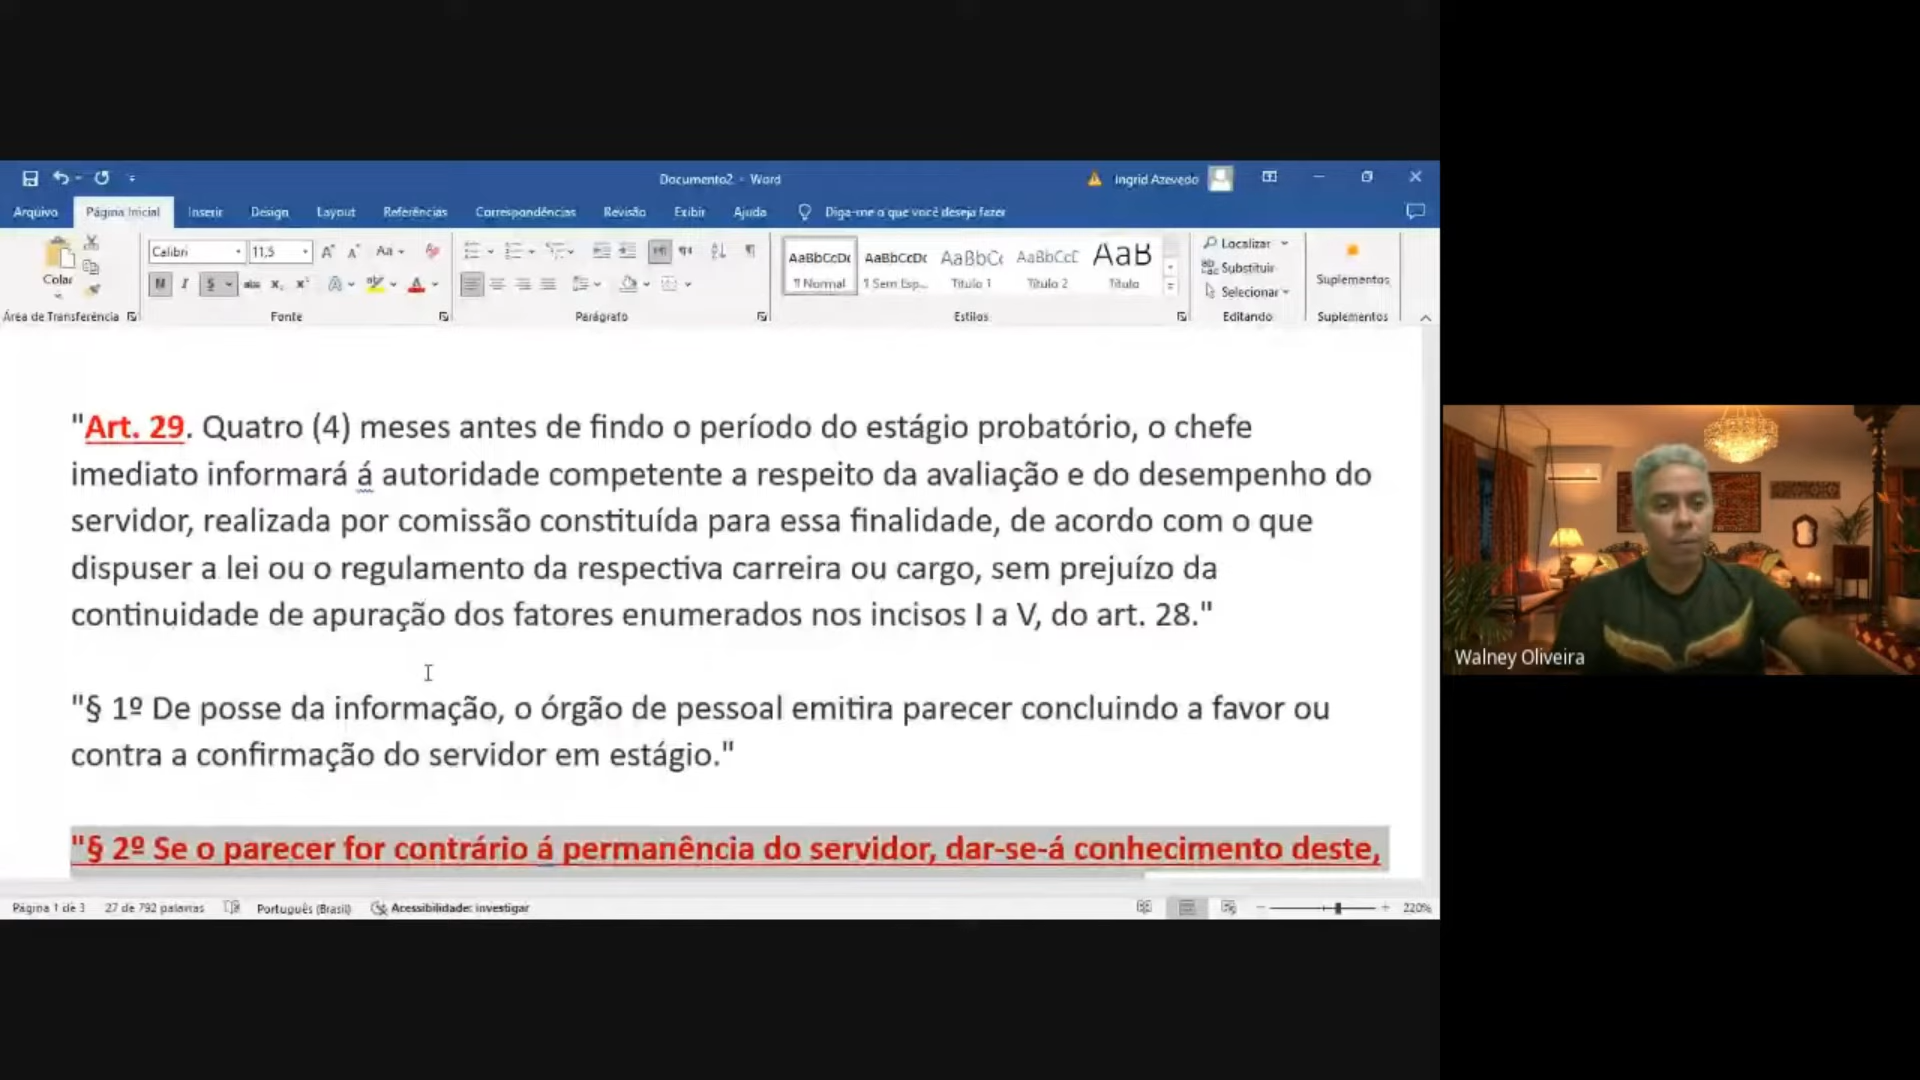 Documento2 - Word
Ingrid Azevedo
Arquivo
Página Inicial
Inserir
Design
Layout
Referências
Correspondências
Revisão
Exibir
Ajuda
Diga-me o que você deseja fazer
Colar
Calibri
11,5
AaBbCcDc
AaBbCcDc
AaBbCc
AaBbCcC
AaB
¶ Normal
¶ Sem Esp...
Título 1
Título 2
Título
Localizar
Substituir
Selecionar
Suplementos
Área de Transferência
Fonte
Parágrafo
Estilos
Editando
Suplementos
"Art. 29. Quatro (4) meses antes de findo o período do estágio probatório, o chefe
imediato informará á autoridade competente a respeito da avaliação e do desempenho do
servidor, realizada por comissão constituída para essa finalidade, de acordo com o que
dispuser a lei ou o regulamento da respectiva carreira ou cargo, sem prejuízo da
continuidade de apuração dos fatores enumerados nos incisos I a V, do art. 28."
"§ 1º De posse da informação, o órgão de pessoal emitira parecer concluindo a favor ou
contra a confirmação do servidor em estágio."
"§ 2º Se o parecer for contrário á permanência do servidor, dar-se-á conhecimento deste,
Página 1 de 3
27 de 792 palavras
Português (Brasil)
Acessibilidade: investigar
220%
Walney Oliveira